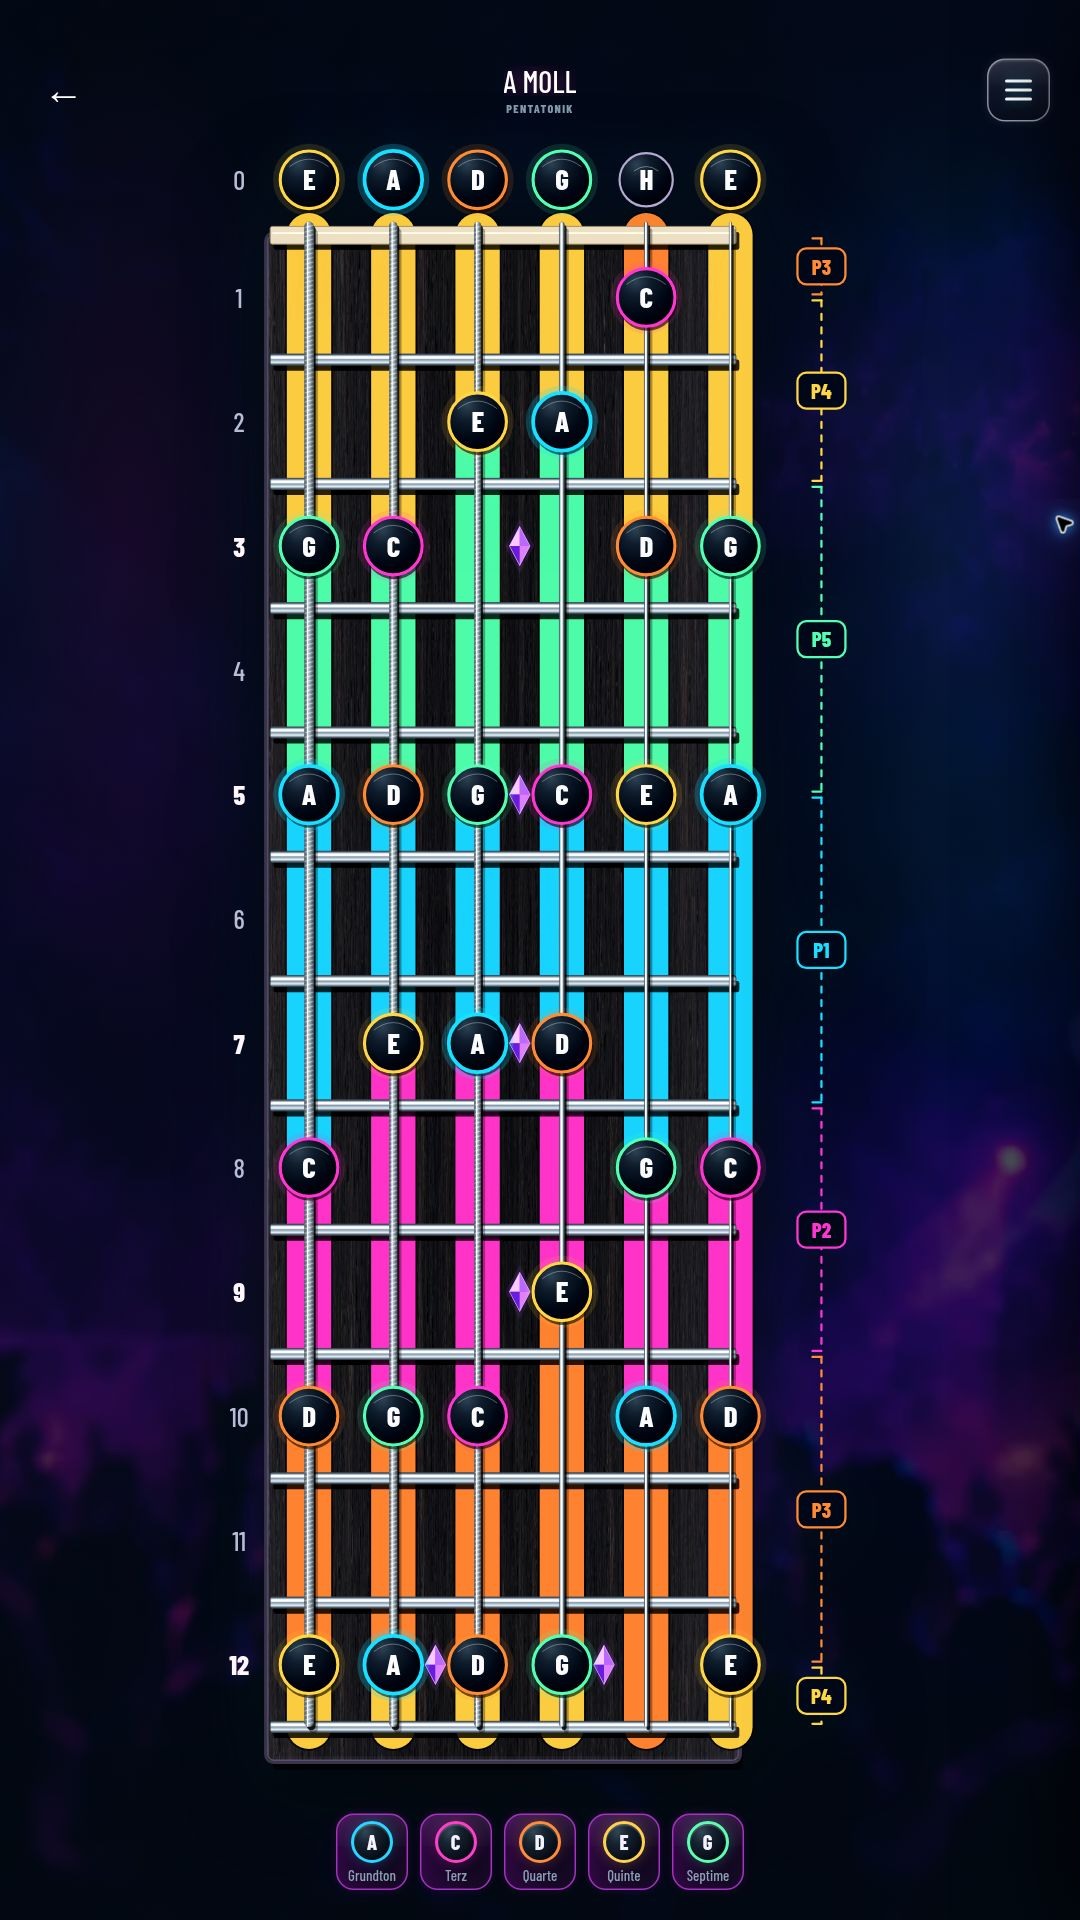 ←
A MOLL
PENTATONIK
0 E A D G H E
P3
1 C
P4
2 E A
3 G C D G
P5
4
5 A D G C E A
6
P1
7 E A D
8 C G C
P2
9 E
10 D G C A D
P3
11
12 E A D G E
P4
A C D E G
Grundton Terz Quarte Quinte Septime